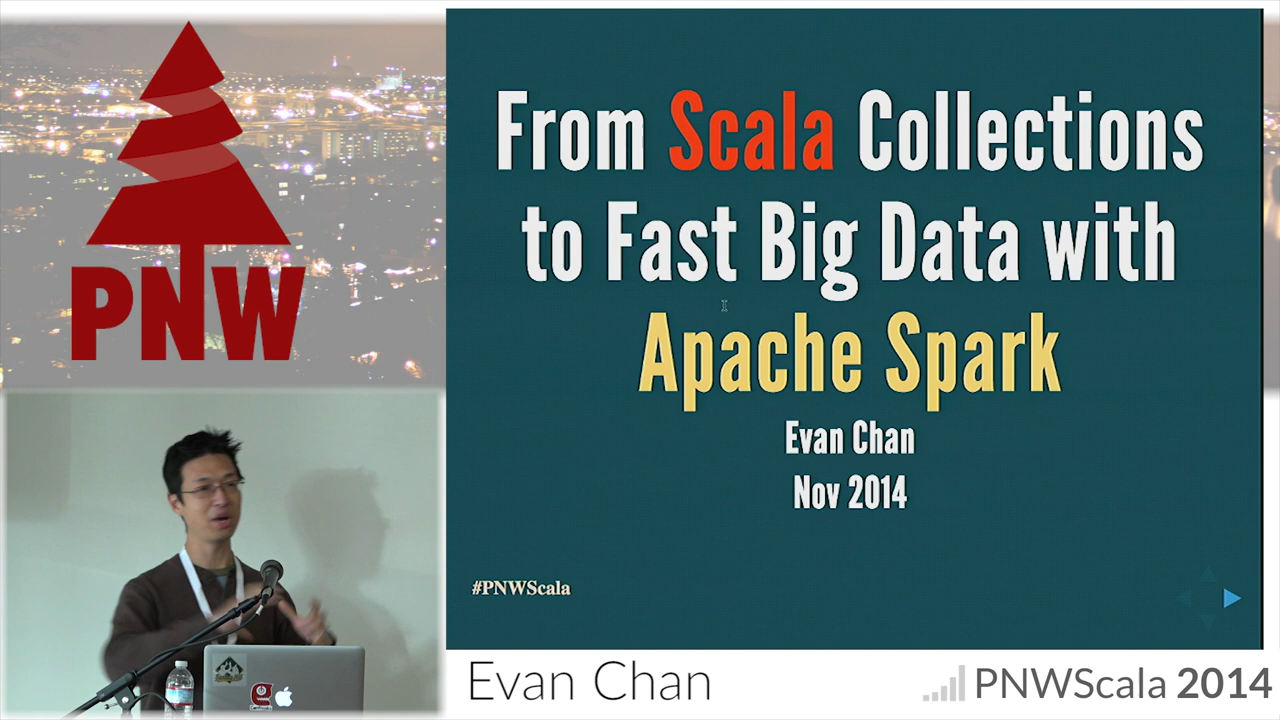 PNW
From Scala Collections
to Fast Big Data with
Apache Spark
Evan Chan
Nov 2014
#PNWScala
Evan Chan
PNWScala 2014